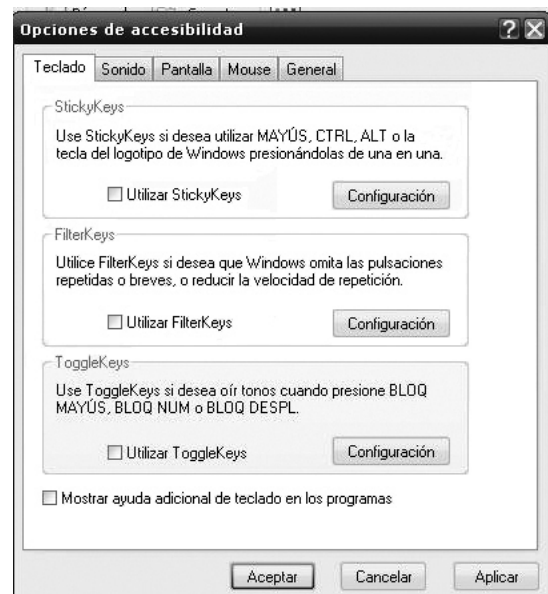 Opciones de accesibilidad
Teclado Sonido Pantalla Mouse General
StickyKeys
Use StickyKeys si desea utilizar MAYÚS, CTRL, ALT o la
tecla del logotipo de Windows presionándolas de una en una.
Utilizar StickyKeys Configuración
FilterKeys
Utilice FilterKeys si desea que Windows omita las pulsaciones
repetidas o breves, o reducir la velocidad de repetición.
Utilizar FilterKeys Configuración
ToggleKeys
Use ToggleKeys si desea oír tonos cuando presione BLOQ
MAYÚS, BLOQ NUM o BLOQ DESPL.
Utilizar ToggleKeys Configuración
Mostrar ayuda adicional de teclado en los programas
Aceptar Cancelar Aplicar